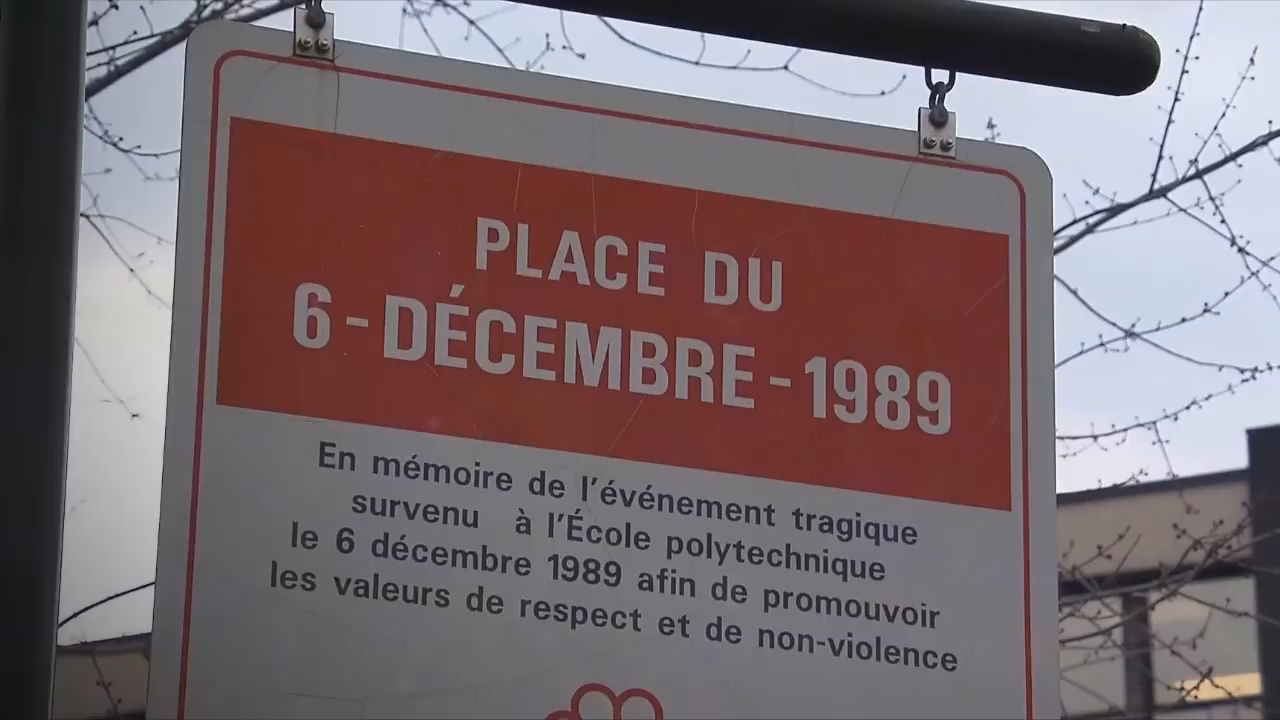 PLACE DU
6 - DÉCEMBRE - 1989
En mémoire de l'événement tragique
survenu à l'École polytechnique
le 6 décembre 1989 afin de promouvoir
les valeurs de respect et de non-violence